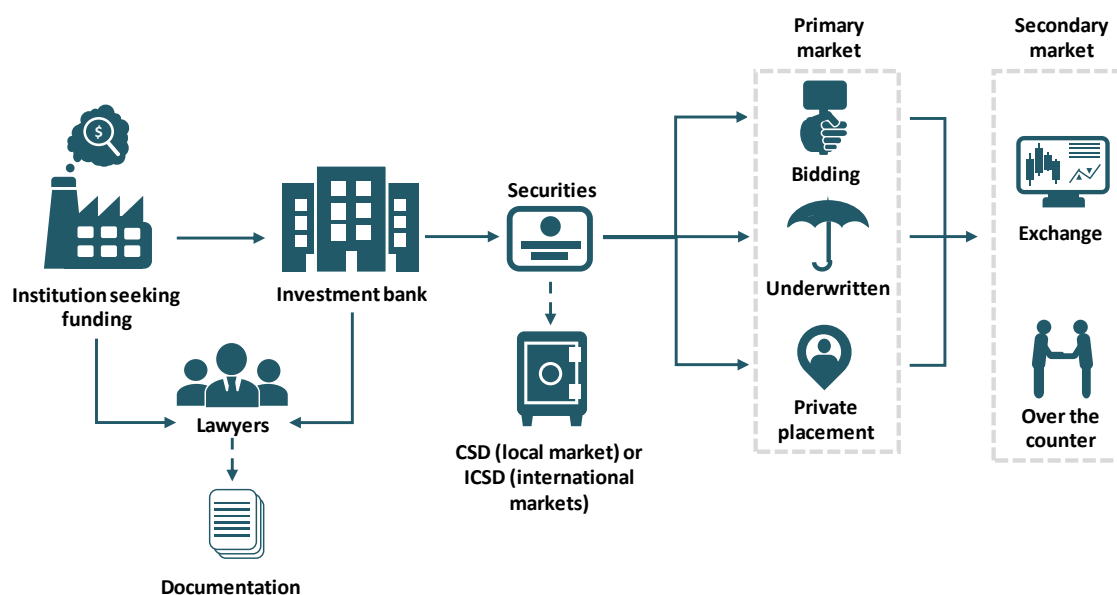 Primary
market
Secondary
market
$
Institution seeking
funding
Investment bank
Securities
Lawyers
Documentation
CSD (local market) or
ICSD (international
markets)
Bidding
Underwritten
Private
placement
Exchange
Over the
counter